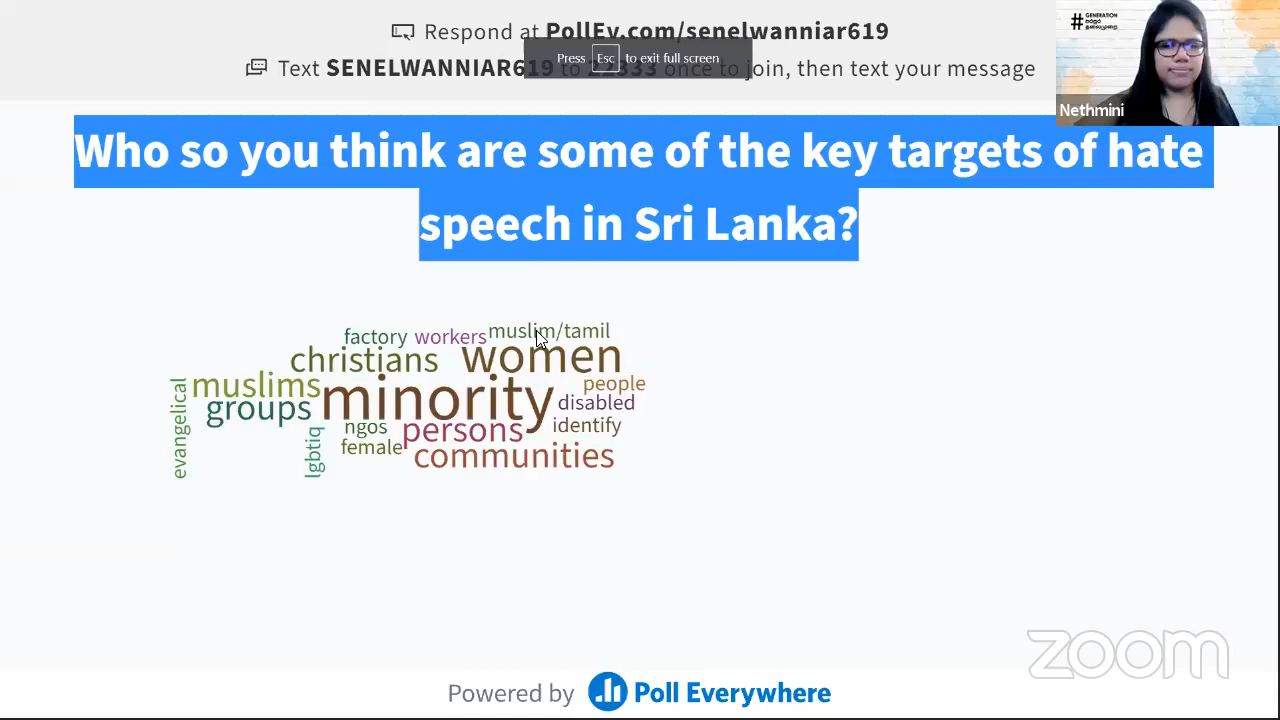 Respond at PollEv.com/senelwanniar619
Text SENELWANNIAR619 to 22333 once to join, then text your message
Press Esc to exit full screen
# GENERATION
Nethmini
Who so you think are some of the key targets of hate
speech in Sri Lanka?
factory workers muslim/tamil
christians women
muslims minority people
groups disabled
evangelical lgbtiq ngos persons identify
female communities
zoom
Powered by Poll Everywhere